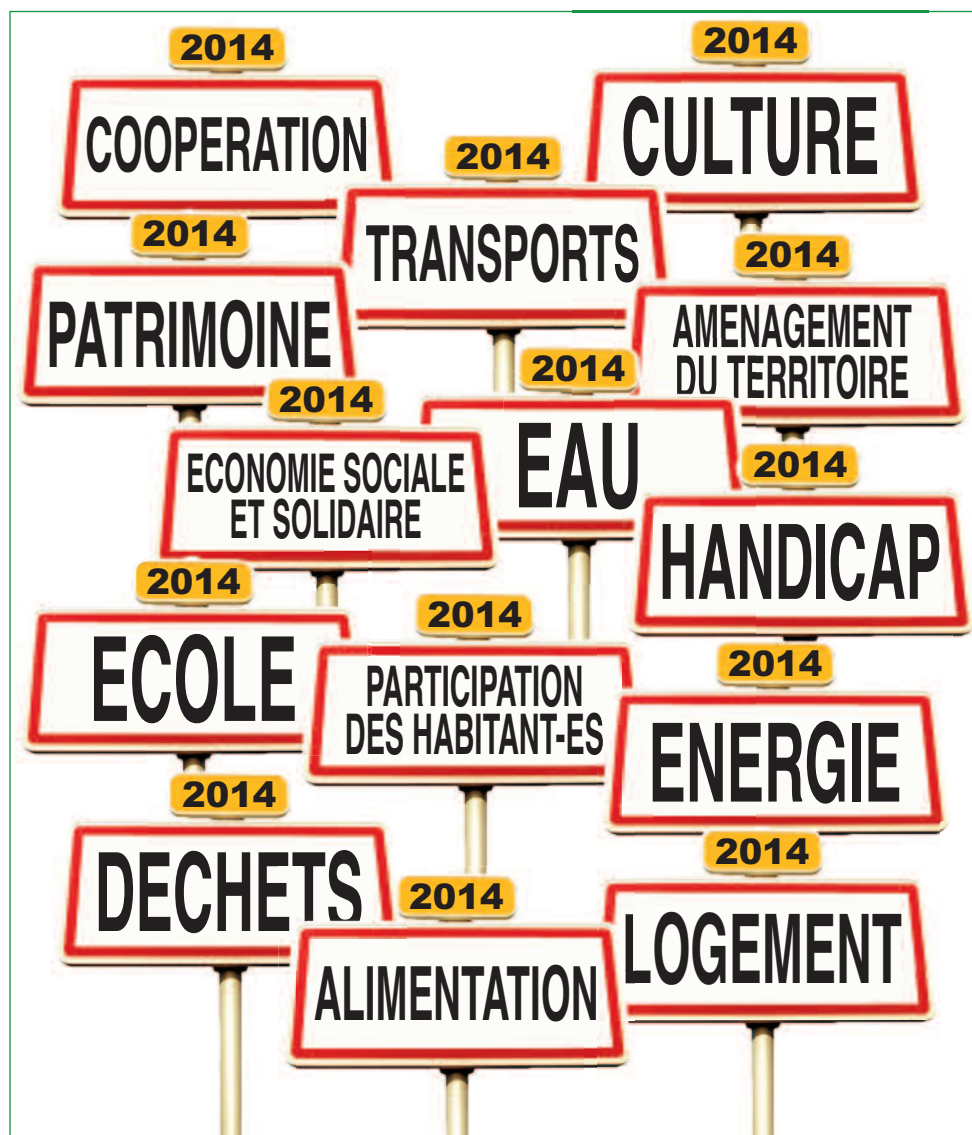 2014
COOPERATION
2014
CULTURE
2014
TRANSPORTS
2014
PATRIMOINE
2014
AMENAGEMENT
DU TERRITOIRE
2014
EAU
2014
ECONOMIE SOCIALE
ET SOLIDAIRE
2014
HANDICAP
2014
ECOLE
2014
PARTICIPATION
DES HABITANT-ES
2014
ENERGIE
2014
DECHETS
2014
LOGEMENT
2014
ALIMENTATION